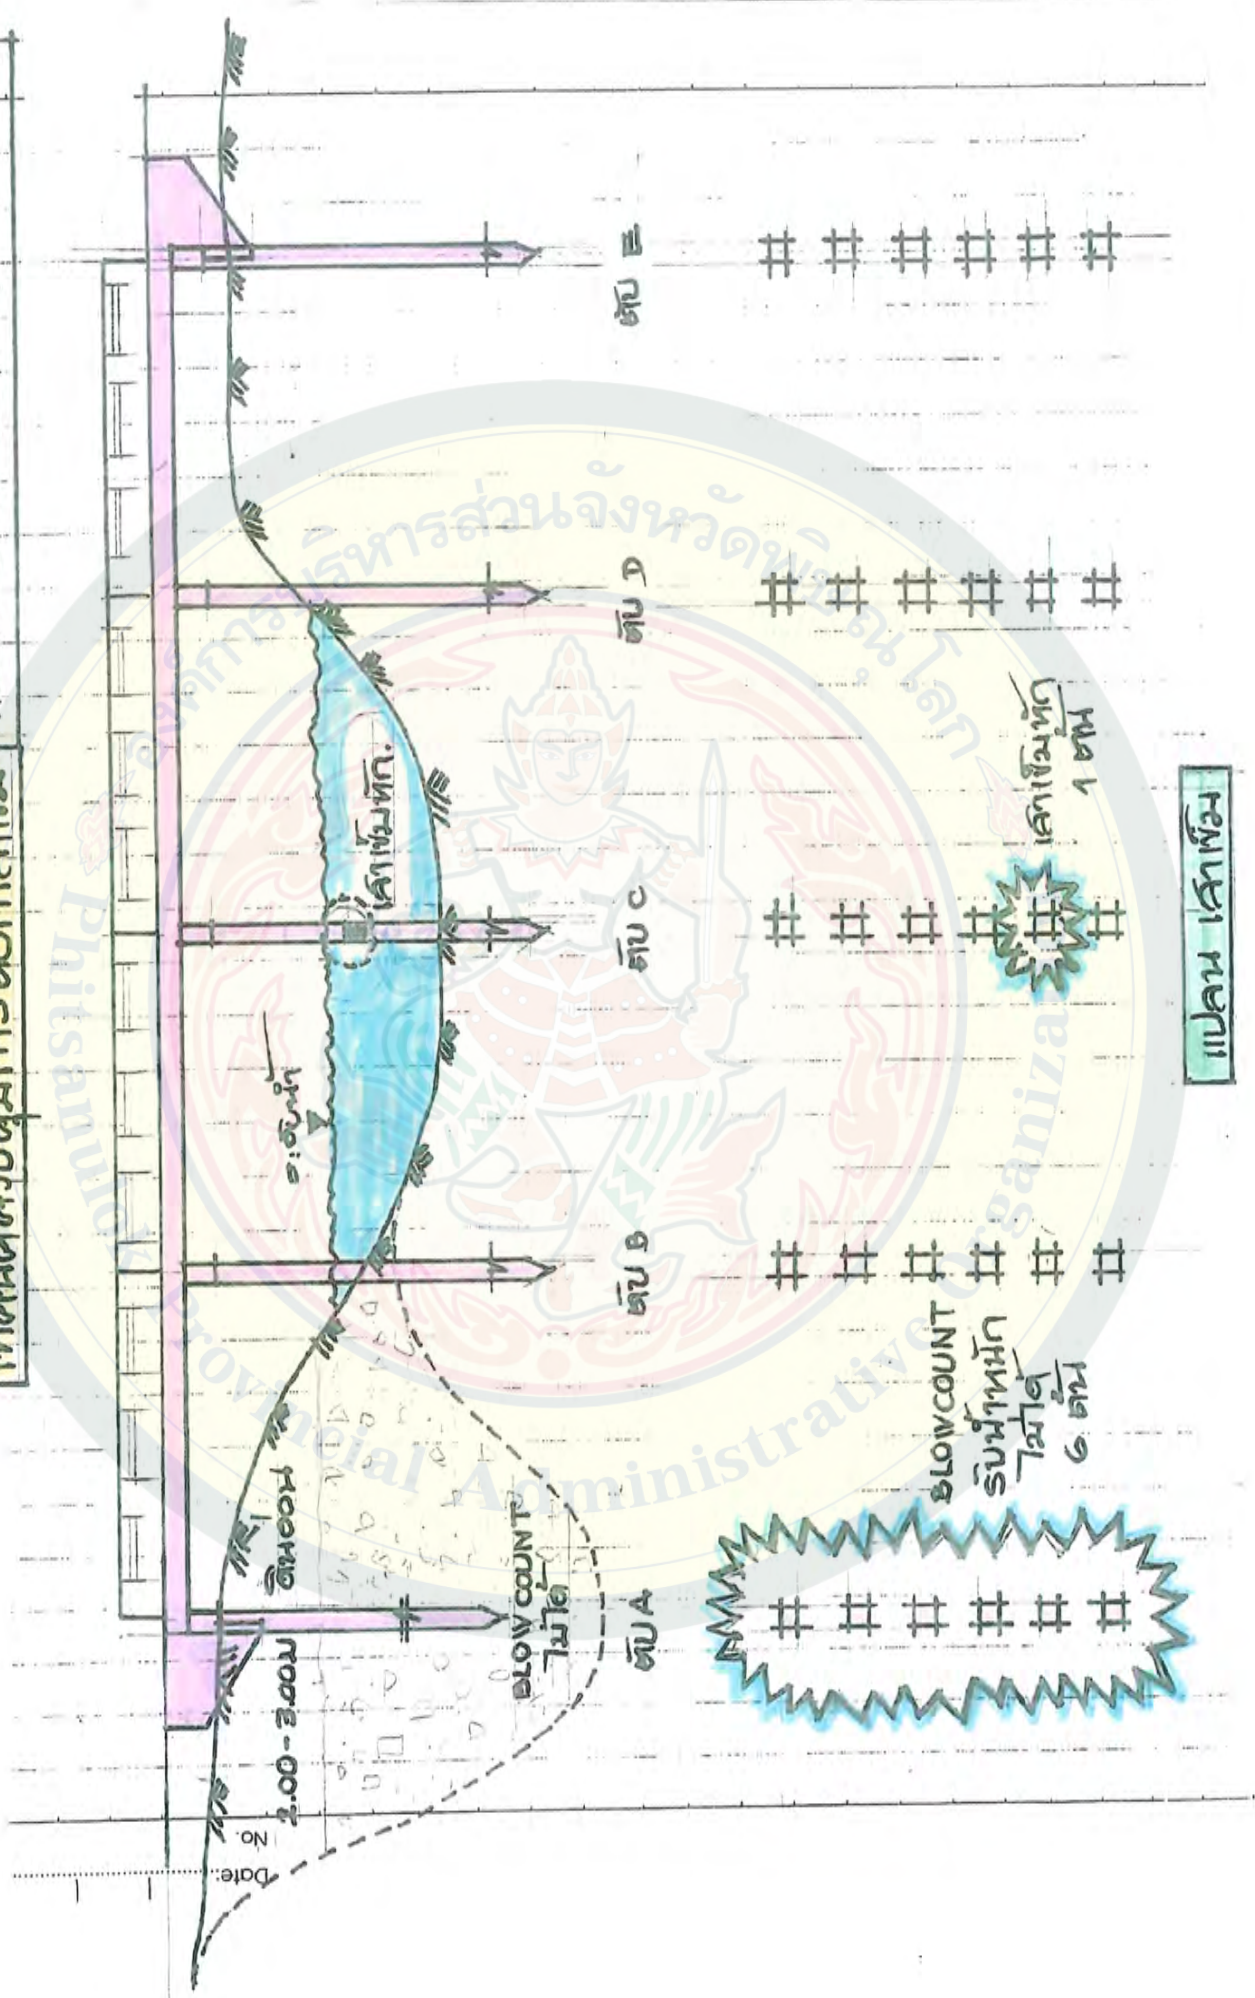 ระดับน้ำ
เสาเข็มหัก.
ดินอ่อน
2.00-3.00ม
BLOW COUNT
ไม่ได้
ตับ A
ตับ B
ตับ C
ตับ D
ตับ E
BLOW COUNT
รับน้ำหนัก
ไม่ได้
6 ต้น
เสาเข็มหัก
1 ต้น
แปลน เสาเข็ม
No.
Date:
องค์การบริหารส่วนจังหวัดพิษณุโลก
Phitsanulok Provincial Administrative Organiza